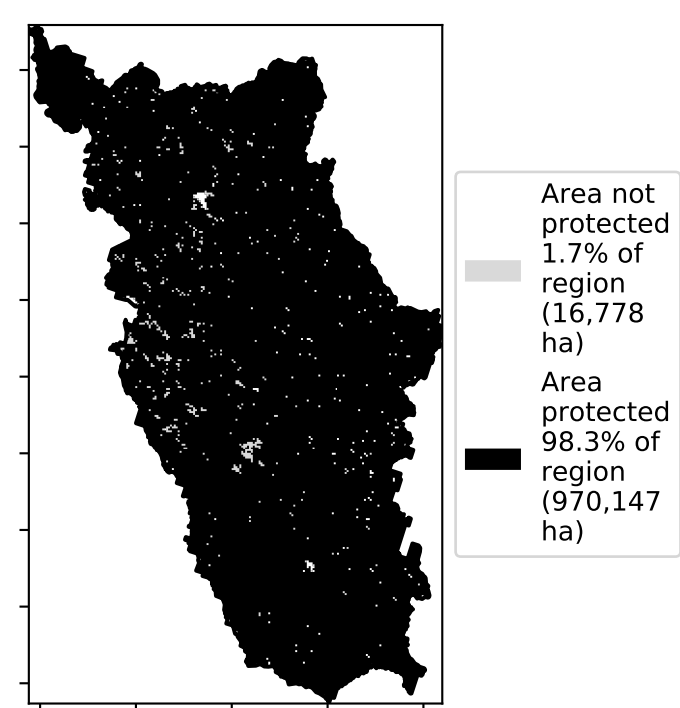 Area not
protected
1.7% of
region
(16,778
ha)
Area
protected
98.3% of
region
(970,147
ha)